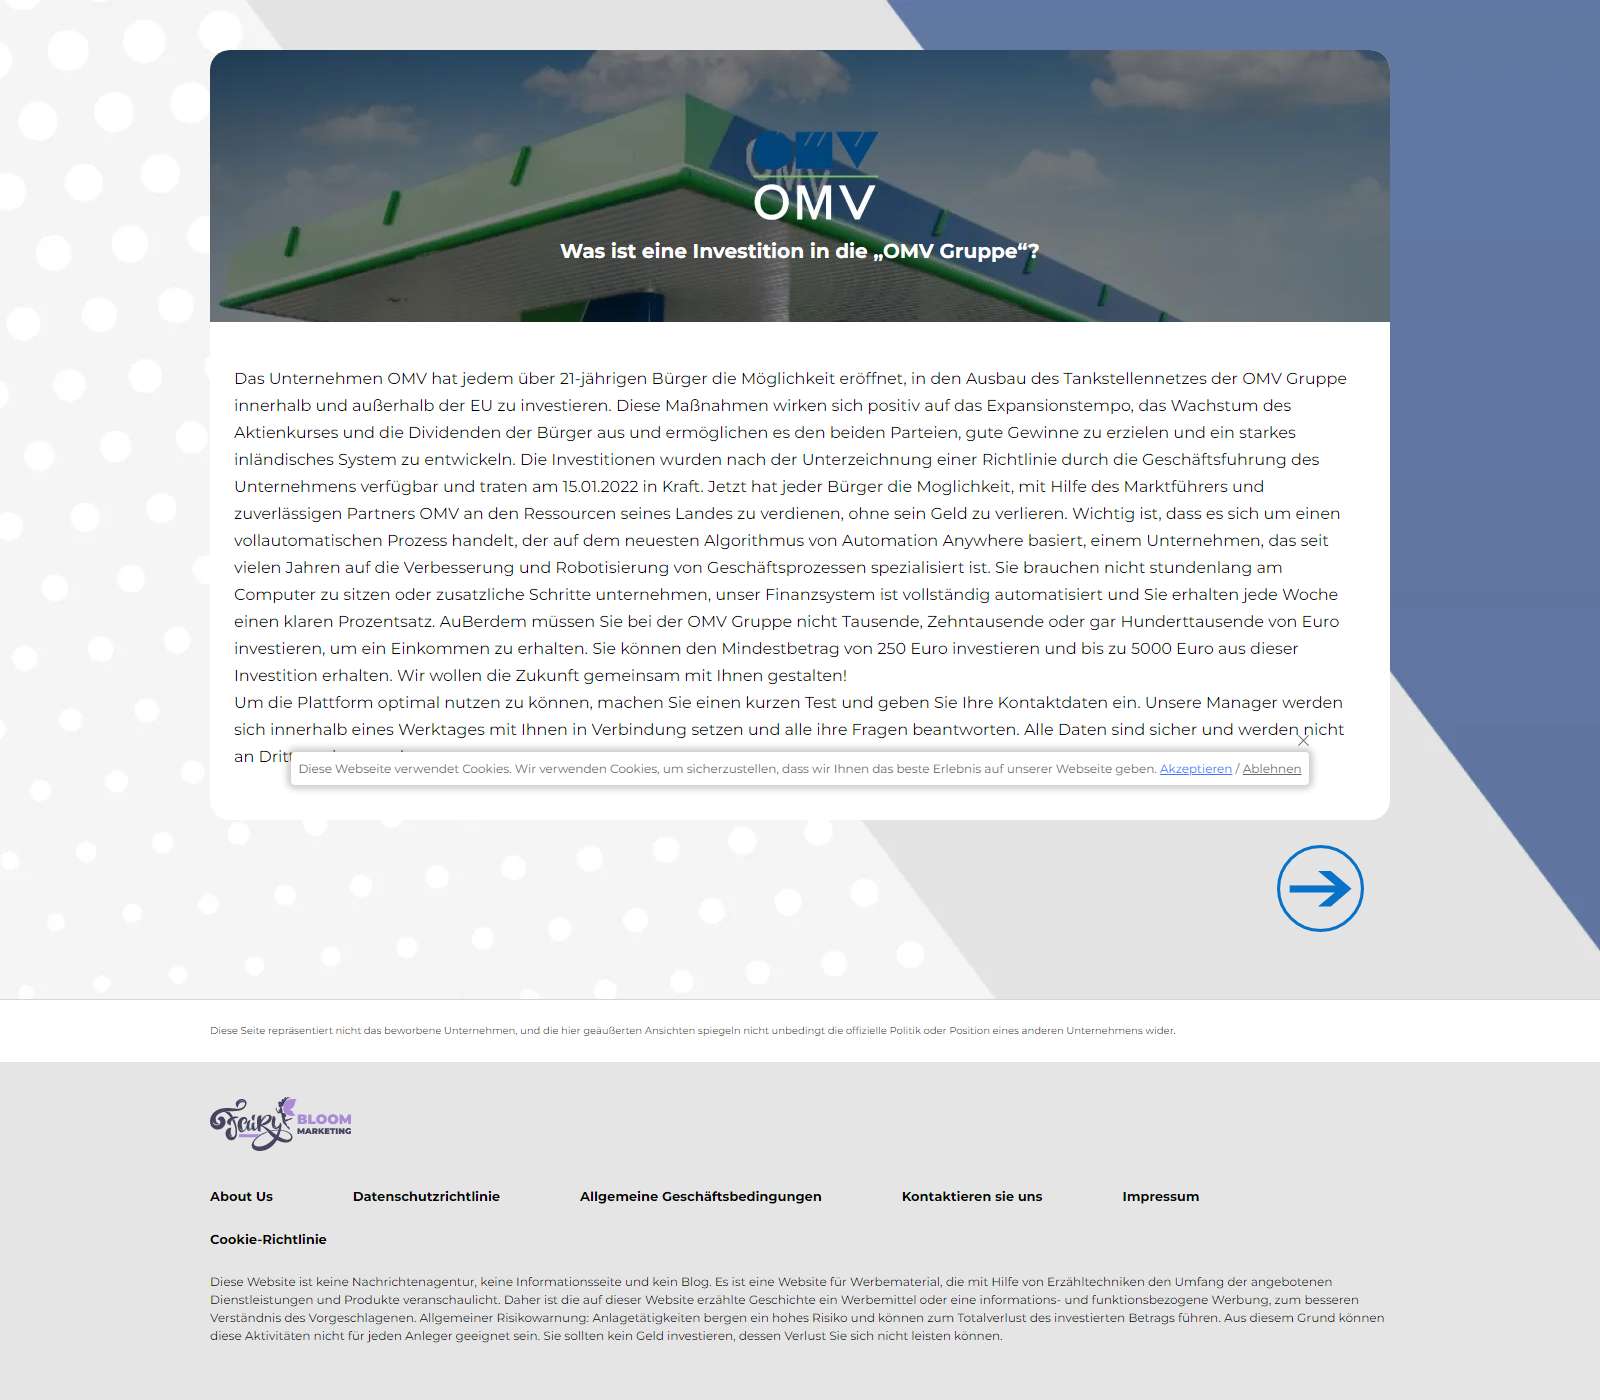 OMV
OMV
OMV
Was ist eine Investition in die „OMV Gruppe“?
Das Unternehmen OMV hat jedem über 21-jährigen Bürger die Möglichkeit eröffnet, in den Ausbau des Tankstellennetzes der OMV Gruppe
innerhalb und außerhalb der EU zu investieren. Diese Maßnahmen wirken sich positiv auf das Expansionstempo, das Wachstum des
Aktienkurses und die Dividenden der Bürger aus und ermöglichen es den beiden Parteien, gute Gewinne zu erzielen und ein starkes
inländisches System zu entwickeln. Die Investitionen wurden nach der Unterzeichnung einer Richtlinie durch die Geschäftsfuhrung des
Unternehmens verfügbar und traten am 15.01.2022 in Kraft. Jetzt hat jeder Bürger die Moglichkeit, mit Hilfe des Marktführers und
zuverlässigen Partners OMV an den Ressourcen seines Landes zu verdienen, ohne sein Geld zu verlieren. Wichtig ist, dass es sich um einen
vollautomatischen Prozess handelt, der auf dem neuesten Algorithmus von Automation Anywhere basiert, einem Unternehmen, das seit
vielen Jahren auf die Verbesserung und Robotisierung von Geschäftsprozessen spezialisiert ist. Sie brauchen nicht stundenlang am
Computer zu sitzen oder zusatzliche Schritte unternehmen, unser Finanzsystem ist vollständig automatisiert und Sie erhalten jede Woche
einen klaren Prozentsatz. AuBerdem müssen Sie bei der OMV Gruppe nicht Tausende, Zehntausende oder gar Hunderttausende von Euro
investieren, um ein Einkommen zu erhalten. Sie können den Mindestbetrag von 250 Euro investieren und bis zu 5000 Euro aus dieser
Investition erhalten. Wir wollen die Zukunft gemeinsam mit Ihnen gestalten!
Um die Plattform optimal nutzen zu können, machen Sie einen kurzen Test und geben Sie Ihre Kontaktdaten ein. Unsere Manager werden
sich innerhalb eines Werktages mit Ihnen in Verbindung setzen und alle ihre Fragen beantworten. Alle Daten sind sicher und werden nicht
an
Diese Webseite verwendet Cookies. Wir verwenden Cookies, um sicherzustellen, dass wir Ihnen das beste Erlebnis auf unserer Webseite geben. Akzeptieren / Ablehnen
Diese Seite repräsentiert nicht das beworbene Unternehmen, und die hier geäußerten Ansichten spiegeln nicht unbedingt die offizielle Politik oder Position eines anderen Unternehmens wider.
Fairy BLOOM
MARKETING
About Us Datenschutzrichtlinie Allgemeine Geschäftsbedingungen Kontaktieren sie uns Impressum
Cookie-Richtlinie
Diese Website ist keine Nachrichtenagentur, keine Informationsseite und kein Blog. Es ist eine Website für Werbematerial, die mit Hilfe von Erzähltechniken den Umfang der angebotenen
Dienstleistungen und Produkte veranschaulicht. Daher ist die auf dieser Website erzählte Geschichte ein Werbemittel oder eine informations- und funktionsbezogene Werbung, zum besseren
Verständnis des Vorgeschlagenen. Allgemeiner Risikowarnung: Anlagetätigkeiten bergen ein hohes Risiko und können zum Totalverlust des investierten Betrags führen. Aus diesem Grund können
diese Aktivitäten nicht für jeden Anleger geeignet sein. Sie sollten kein Geld investieren, dessen Verlust Sie sich nicht leisten können.